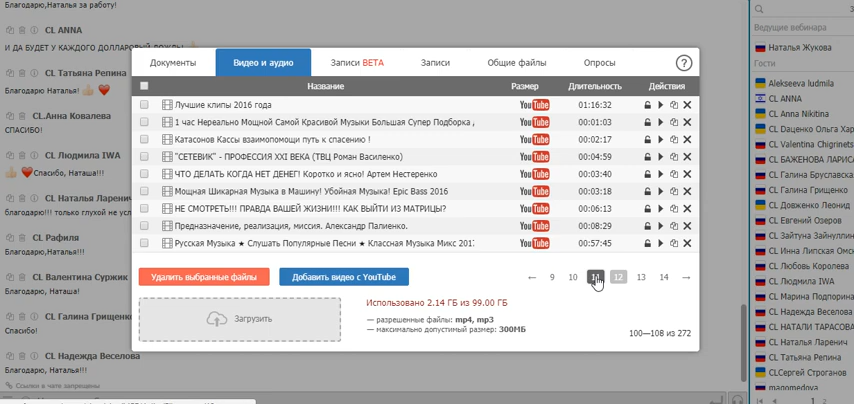 Благодарю,Наталья за работу!
CL ANNA
И ДА БУДЕТ У КАЖДОГО ДОЛЛАРОВЫЙ ДОЖДЬ
CL Татьяна Репина
Благодарю Наталья!
CL.Анна Ковалева
СПАСИБО!
CL Людмила IWA
Спасибо, Наташа!!!
CL Наталья Ларенич
благодарю!!! только глухой не усл
CL Рафиля
Благодарю,Наталья!!!
CL Валентина Суржик
Благодарю, Наташа!
CL Галина Грищенко
Спасибо!
CL Надежда Веселова
Благодарю, Наталья!!!
Ссылки в чате запрещены
Документы
Видео и аудио
Записи BETA
Записи
Общие файлы
Опросы
?
Название Размер Длительность Действия
Лучшие клипы 2016 года YouTube 01:16:32
1 час Нереально Мощной Самой Красивой Музыки Большая Супер Подборка , YouTube 00:01:03
Катасонов Кассы взаимопомощи путь к спасению ! YouTube 00:02:17
"СЕТЕВИК" - ПРОФЕССИЯ XXI ВЕКА (ТВЦ Роман Василенко) YouTube 00:04:59
ЧТО ДЕЛАТЬ КОГДА НЕТ ДЕНЕГ! Коротко и ясно! Артем Нестеренко YouTube 00:03:40
Мощная Шикарная Музыка в Машину! Убойная Музыка! Epic Bass 2016 YouTube 00:03:18
НЕ СМОТРЕТЬ!!! ПРАВДА ВАШЕЙ ЖИЗНИ!!! КАК ВЫЙТИ ИЗ МАТРИЦЫ? YouTube 00:06:13
Предназначение, реализация, миссия. Александр Палиенко. YouTube 00:08:29
Русская Музыка ★ Слушать Популярные Песни ★ Классная Музыка Микс 2017 YouTube 00:57:45
Удалить выбранные файлы
Добавить видео с YouTube
← 9 10 11 12 13 14 →
Загрузить
Использовано 2.14 ГБ из 99.00 ГБ
— разрешенные файлы: mp4, mp3
— максимально допустимый размер: 300МБ
100—108 из 272
Ведущие вебинара
Наталья Жукова
Гости
Alekseeva ludmila
CL ANNA
CL Anna Nikitina
CL Даценко Ольга Хар
CL Valentina Chigrinets
CL БАЖЕНОВА ЛАРИСА
CL Галина Бруславска
CL Галина Грищенко
CL Довженко Леонид
CL Евгений Озеров
CL Зайтуна Зайнуллин
CL Инна Липская Омск
CL Любовь Королева
CL Людмила IWA
CL Марина Подпорина
CL Надежда Веселова
CL НАТАЛИ ТАРАСОВА
CL Наталья Ларенич
CL Татьяна Репина
CLСергей Строганов
magomedova
1 2